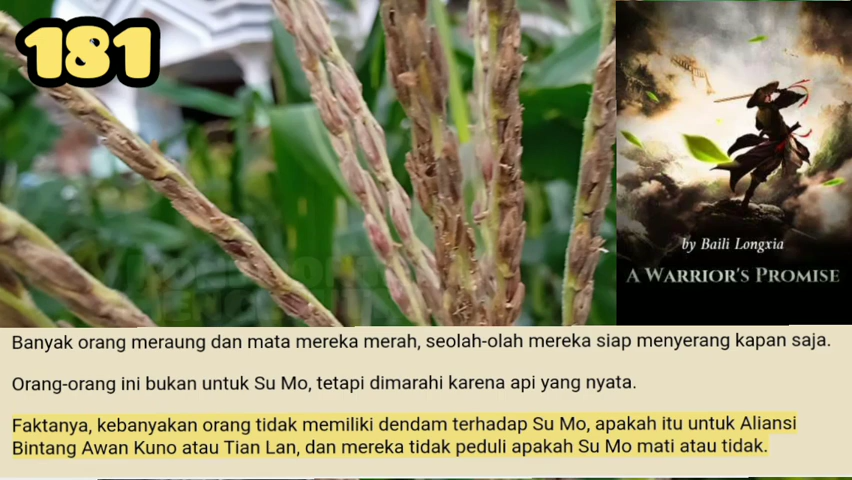 181
by Baili Longxia
A WARRIOR'S PROMISE
Banyak orang meraung dan mata mereka merah, seolah-olah mereka siap menyerang kapan saja.
Orang-orang ini bukan untuk Su Mo, tetapi dimarahi karena api yang nyata.
Faktanya, kebanyakan orang tidak memiliki dendam terhadap Su Mo, apakah itu untuk Aliansi
Bintang Awan Kuno atau Tian Lan, dan mereka tidak peduli apakah Su Mo mati atau tidak.